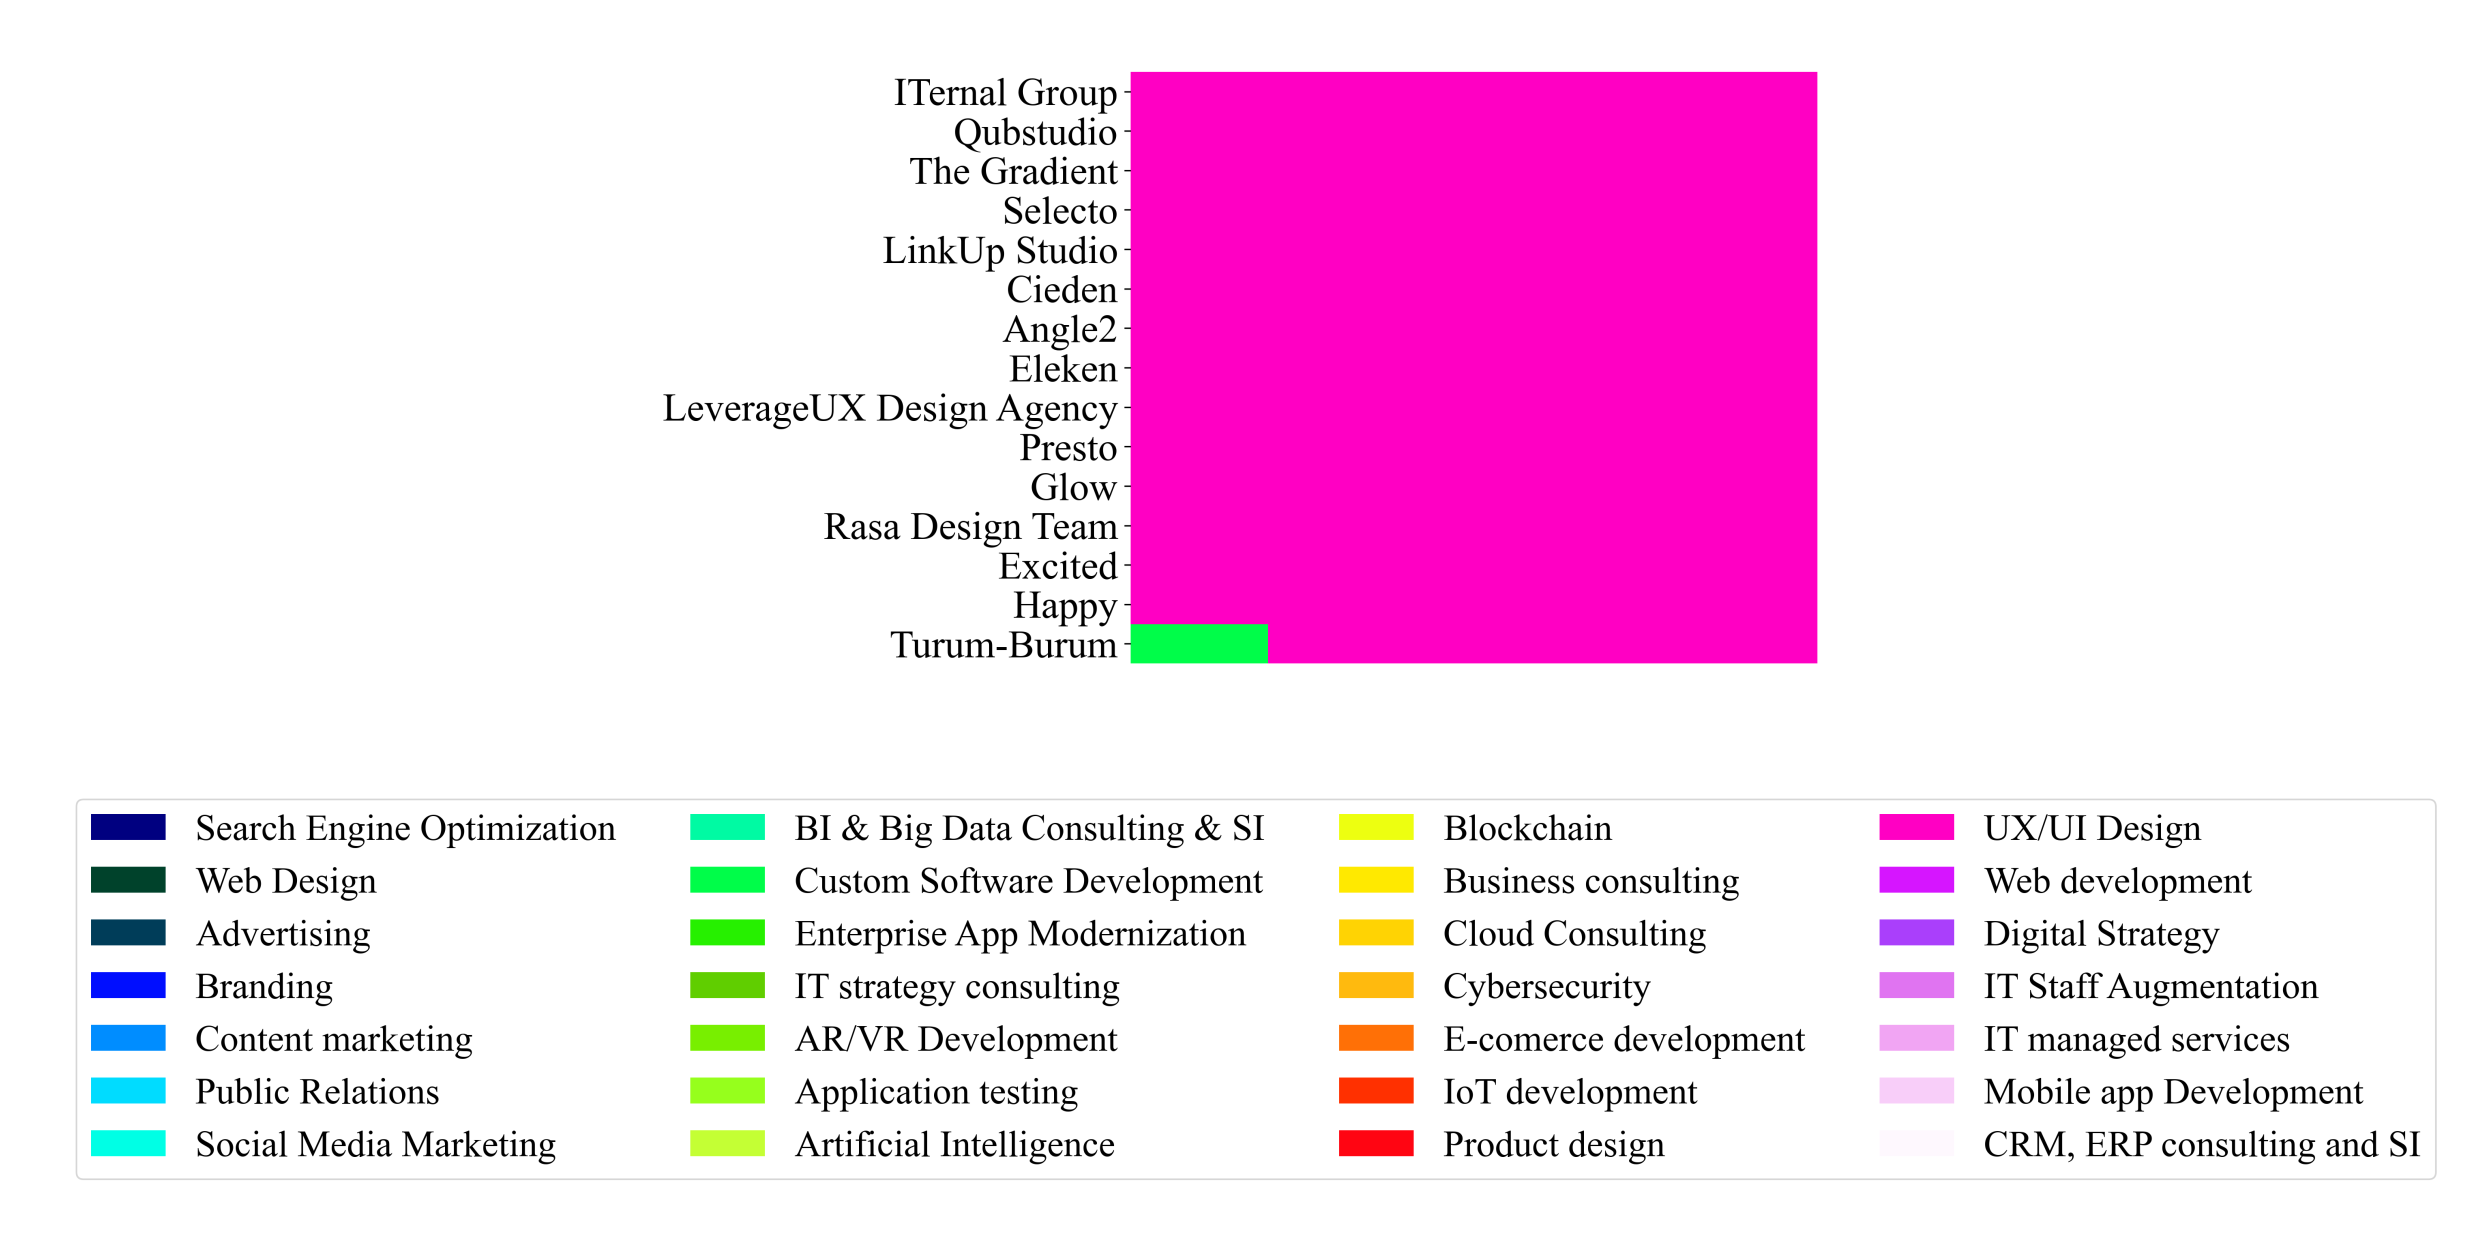 ITernal Group
Qubstudio
The Gradient
Selecto
LinkUp Studio
Cieden
Angle2
Eleken
LeverageUX Design Agency
Presto
Glow
Rasa Design Team
Excited
Happy
Turum-Burum
Search Engine Optimization
Web Design
Advertising
Branding
Content marketing
Public Relations
Social Media Marketing
BI & Big Data Consulting & SI
Custom Software Development
Enterprise App Modernization
IT strategy consulting
AR/VR Development
Application testing
Artificial Intelligence
Blockchain
Business consulting
Cloud Consulting
Cybersecurity
E-comerce development
IoT development
Product design
UX/UI Design
Web development
Digital Strategy
IT Staff Augmentation
IT managed services
Mobile app Development
CRM, ERP consulting and SI